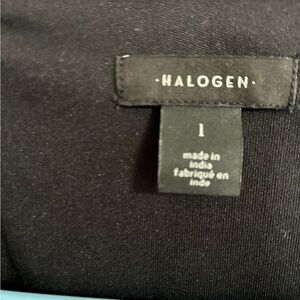 ·HALOGEN·
1
made in
india
fabriqué en
inde